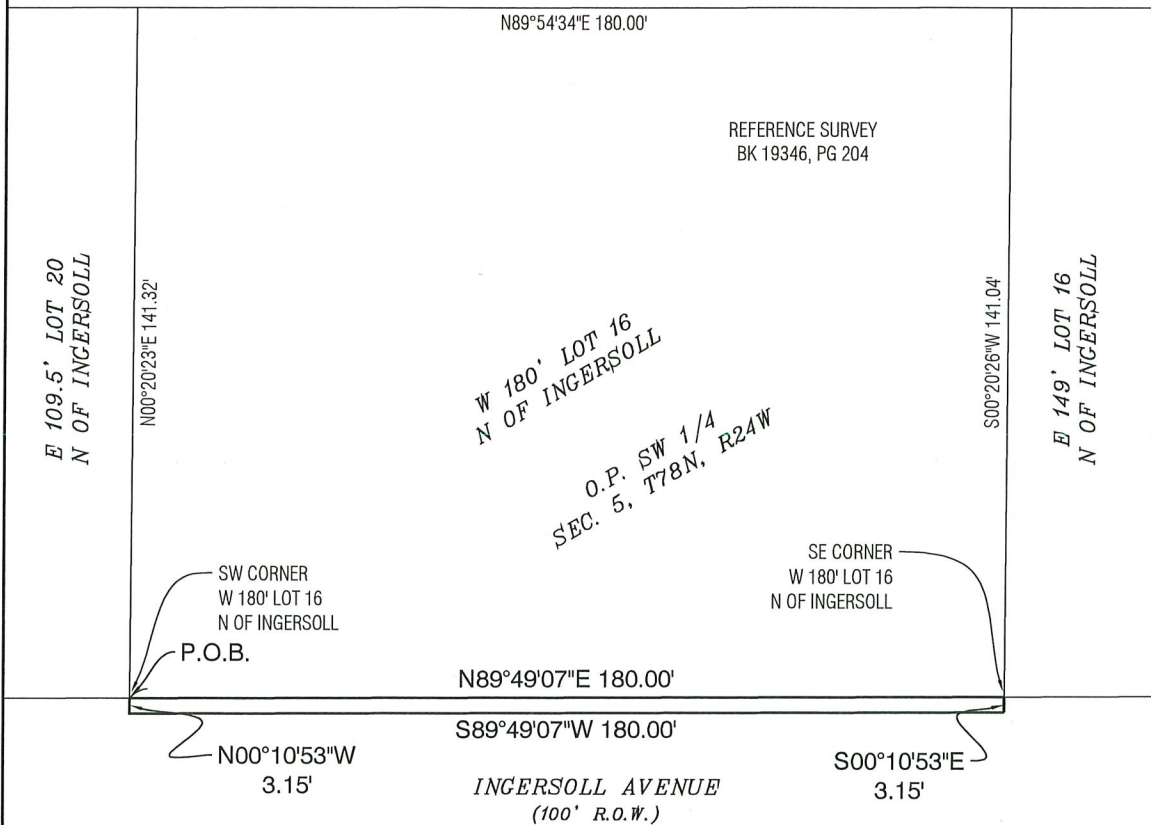 N89°54'34"E 180.00'
REFERENCE SURVEY
BK 19346, PG 204
E 109.5' LOT 20
N OF INGERSOLL
N00°20'23"E 141.32'
W 180' LOT 16
N OF INGERSOLL
O.P. SW 1/4
SEC. 5, T78N, R24W
S00°20'26"W 141.04'
E 149' LOT 16
N OF INGERSOLL
SW CORNER
W 180' LOT 16
N OF INGERSOLL
P.O.B.
SE CORNER
W 180' LOT 16
N OF INGERSOLL
N89°49'07"E 180.00'
S89°49'07"W 180.00'
N00°10'53"W
3.15'
S00°10'53"E
3.15'
INGERSOLL AVENUE
(100' R.O.W.)